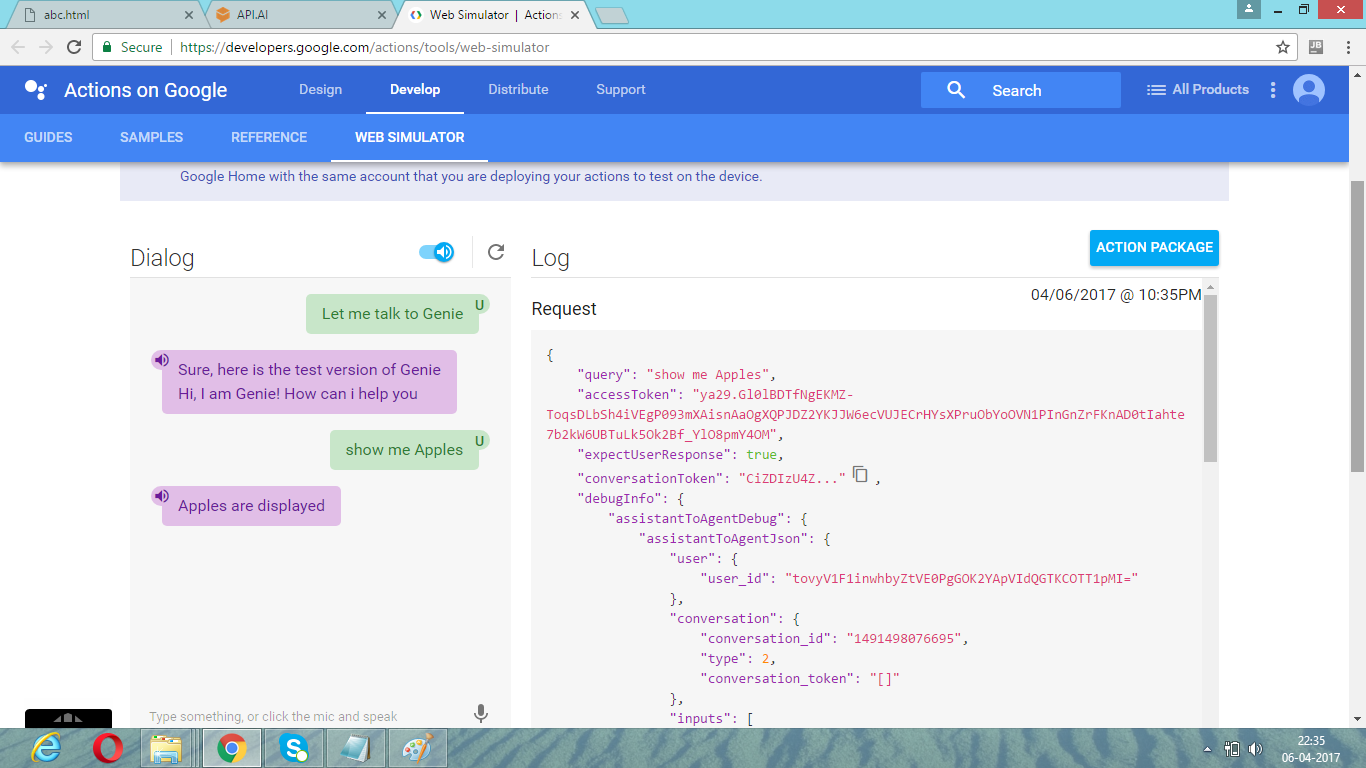 abc.html
API.AI
Web Simulator | Actions
Secure
https://developers.google.com/actions/tools/web-simulator
JB
Actions on Google
Design
Develop
Distribute
Support
Search
All Products
GUIDES
SAMPLES
REFERENCE
WEB SIMULATOR
Google Home with the same account that you are deploying your actions to test on the device.
Dialog
Log
ACTION PACKAGE
Let me talk to Genie
U
Sure, here is the test version of Genie
Hi, I am Genie! How can i help you
show me Apples
U
Apples are displayed
Type something, or click the mic and speak
04/06/2017 @ 10:35PM
Request
{
"query": "show me Apples",
"accessToken": "ya29.Gl0lBDTfNgEKMZ-
ToqsDLbSh4iVEgP093mXAisnAaOgXQPJDZ2YKJJW6ecVUJECrHYsXPruObYoOVN1PInGnZrFKnAD0tIahte
7b2kW6UBTuLk5Ok2Bf_YlO8pmY4OM",
"expectUserResponse": true,
"conversationToken": "CiZDIzU4Z..." ,
"debugInfo": {
"assistantToAgentDebug": {
"assistantToAgentJson": {
"user": {
"user_id": "tovyV1F1inwhbyZtVE0PgGOK2YApVIdQGTKCOTT1pMI="
},
"conversation": {
"conversation_id": "1491498076695",
"type": 2,
"conversation_token": "[]"
},
"inputs": [
22:35
06-04-2017